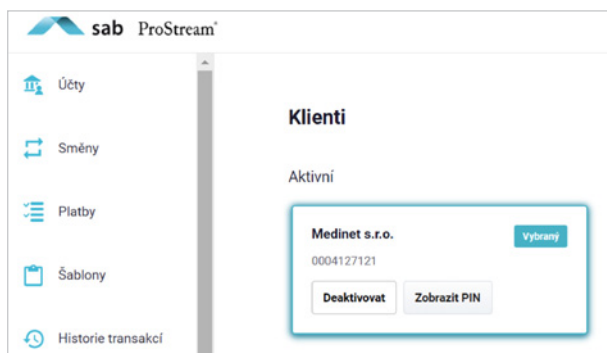 sab ProStream®
Účty
Směny
Platby
Šablony
Historie transakcí
Klienti
Aktivní
Medinet s.r.o.
Vybraný
0004127121
Deaktivovat Zobrazit PIN